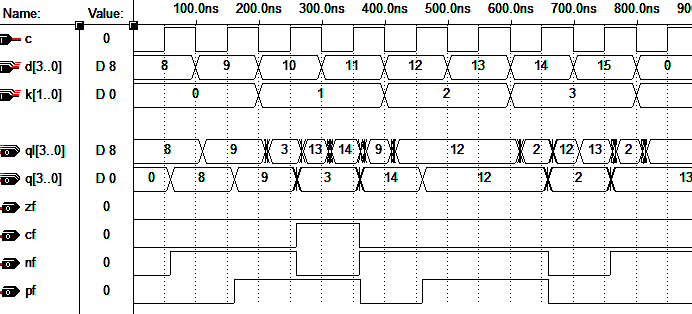 Name: Value: 100.0ns 200.0ns 300.0ns 400.0ns 500.0ns 600.0ns 700.0ns 800.0ns 90
c 0
d[3..0] D 8 8 9 10 11 12 13 14 15 0
k[1..0] D 0 0 1 2 3
ql[3..0] D 8 8 9 3 13 14 9 12 2 12 13 2
q[3..0] D 0 0 8 9 3 14 12 2 13
zf 0
cf 0
nf 0
pf 0